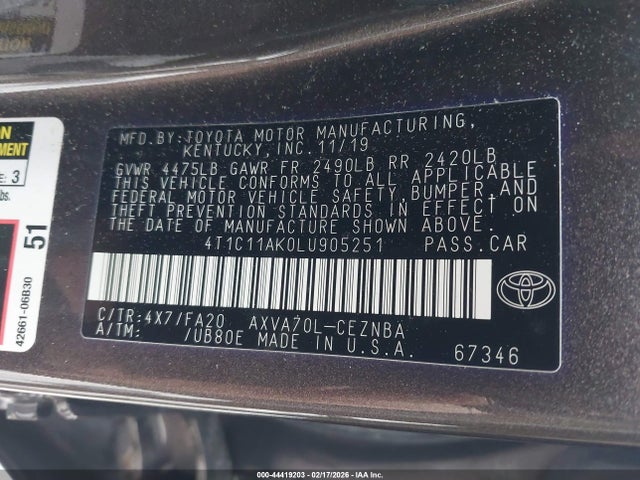 MFD. BY: TOYOTA MOTOR MANUFACTURING,
KENTUCKY, INC. 11/19
GVWR 4475LB GAWR FR 2490LB RR 2420LB
THIS VEHICLE CONFORMS TO ALL APPLICABLE
FEDERAL MOTOR VEHICLE SAFETY, BUMPER, AND
THEFT PREVENTION STANDARDS IN EFFECT ON
THE DATE OF MANUFACTURE SHOWN ABOVE.
4T1C11AK0LU905251 PASS.CAR
C/TR:4X7/FA20 AXVA70L-CEZNBA
A/TM: /UB80E MADE IN U.S.A.
67346
3
51
42661-06B30
000-44419203 - 02/17/2026 - IAA Inc.